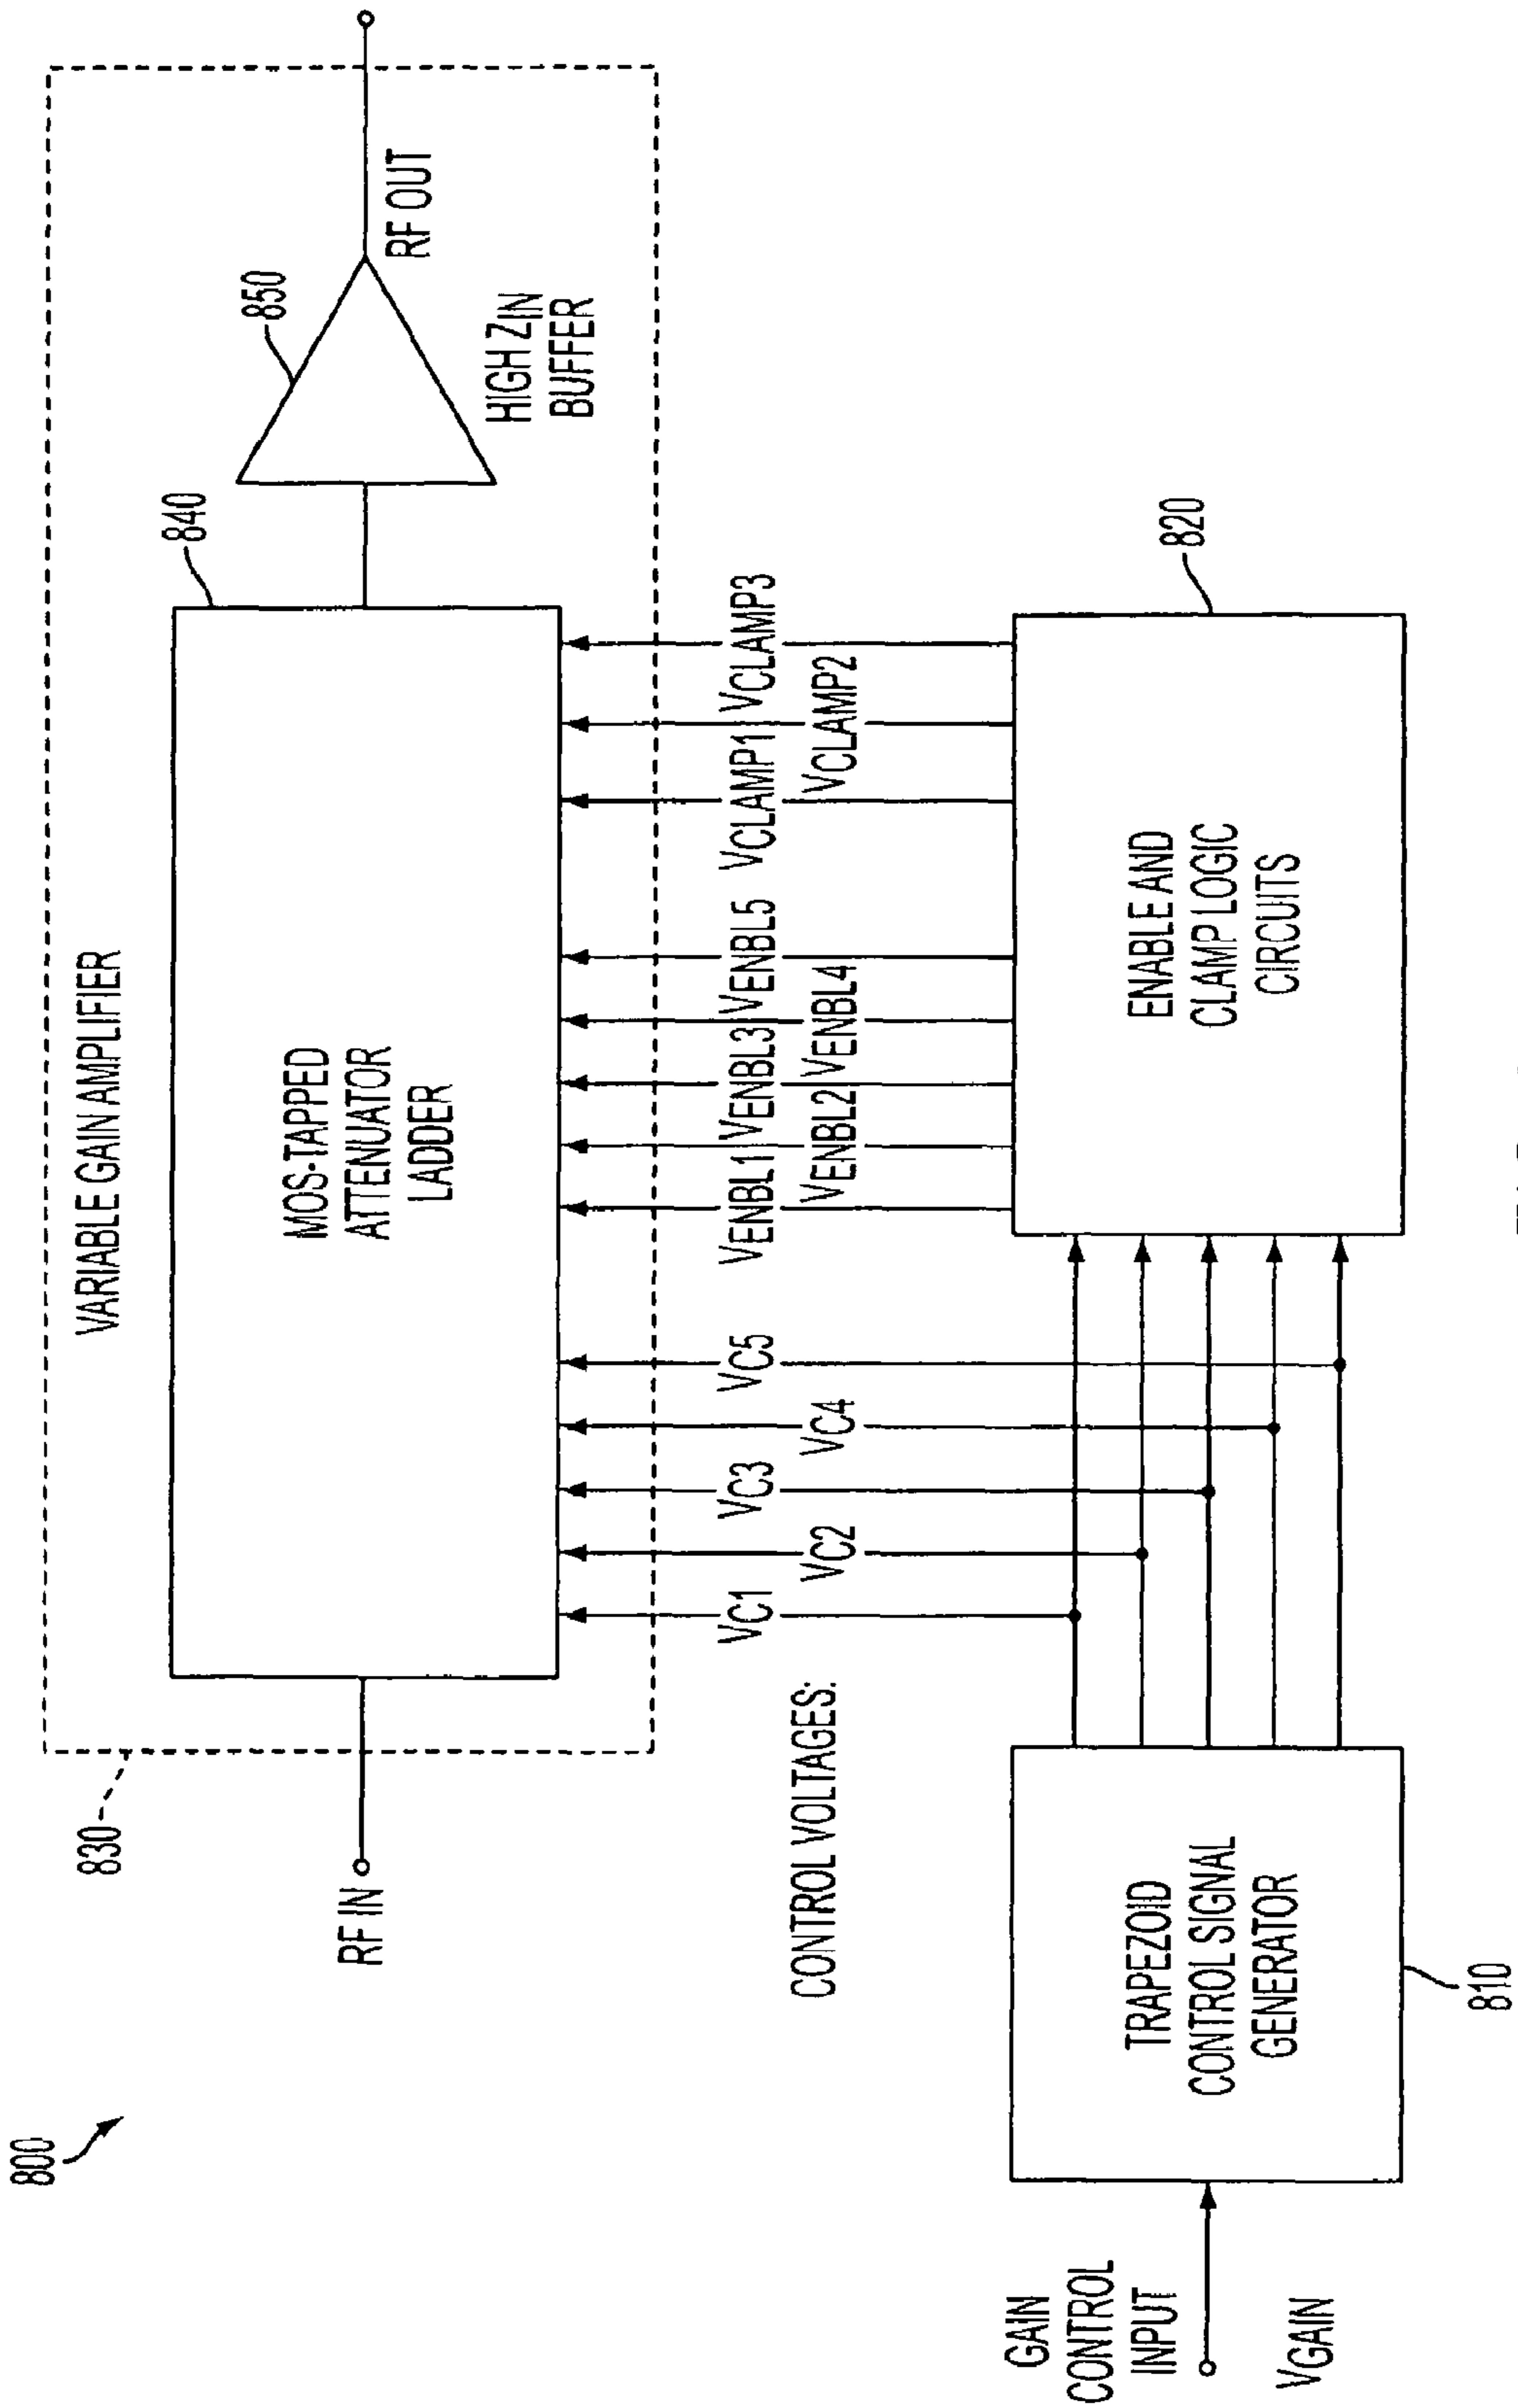 800
830
VARIABLE GAIN AMPLIFIER
RF IN
MOS-TAPPED
ATTENUATOR
LADDER
840
850
HIGH ZIN
BUFFER
RF OUT
CONTROL VOLTAGES:
VC1
VC2
VC3
VC4
VC5
VENBL1
VENBL2
VENBL3
VENBL4
VENBL5
VCLAMP1
VCLAMP2
VCLAMP3
GAIN
CONTROL
INPUT
VGAIN
TRAPEZOID
CONTROL SIGNAL
GENERATOR
810
ENABLE AND
CLAMP LOGIC
CIRCUITS
820